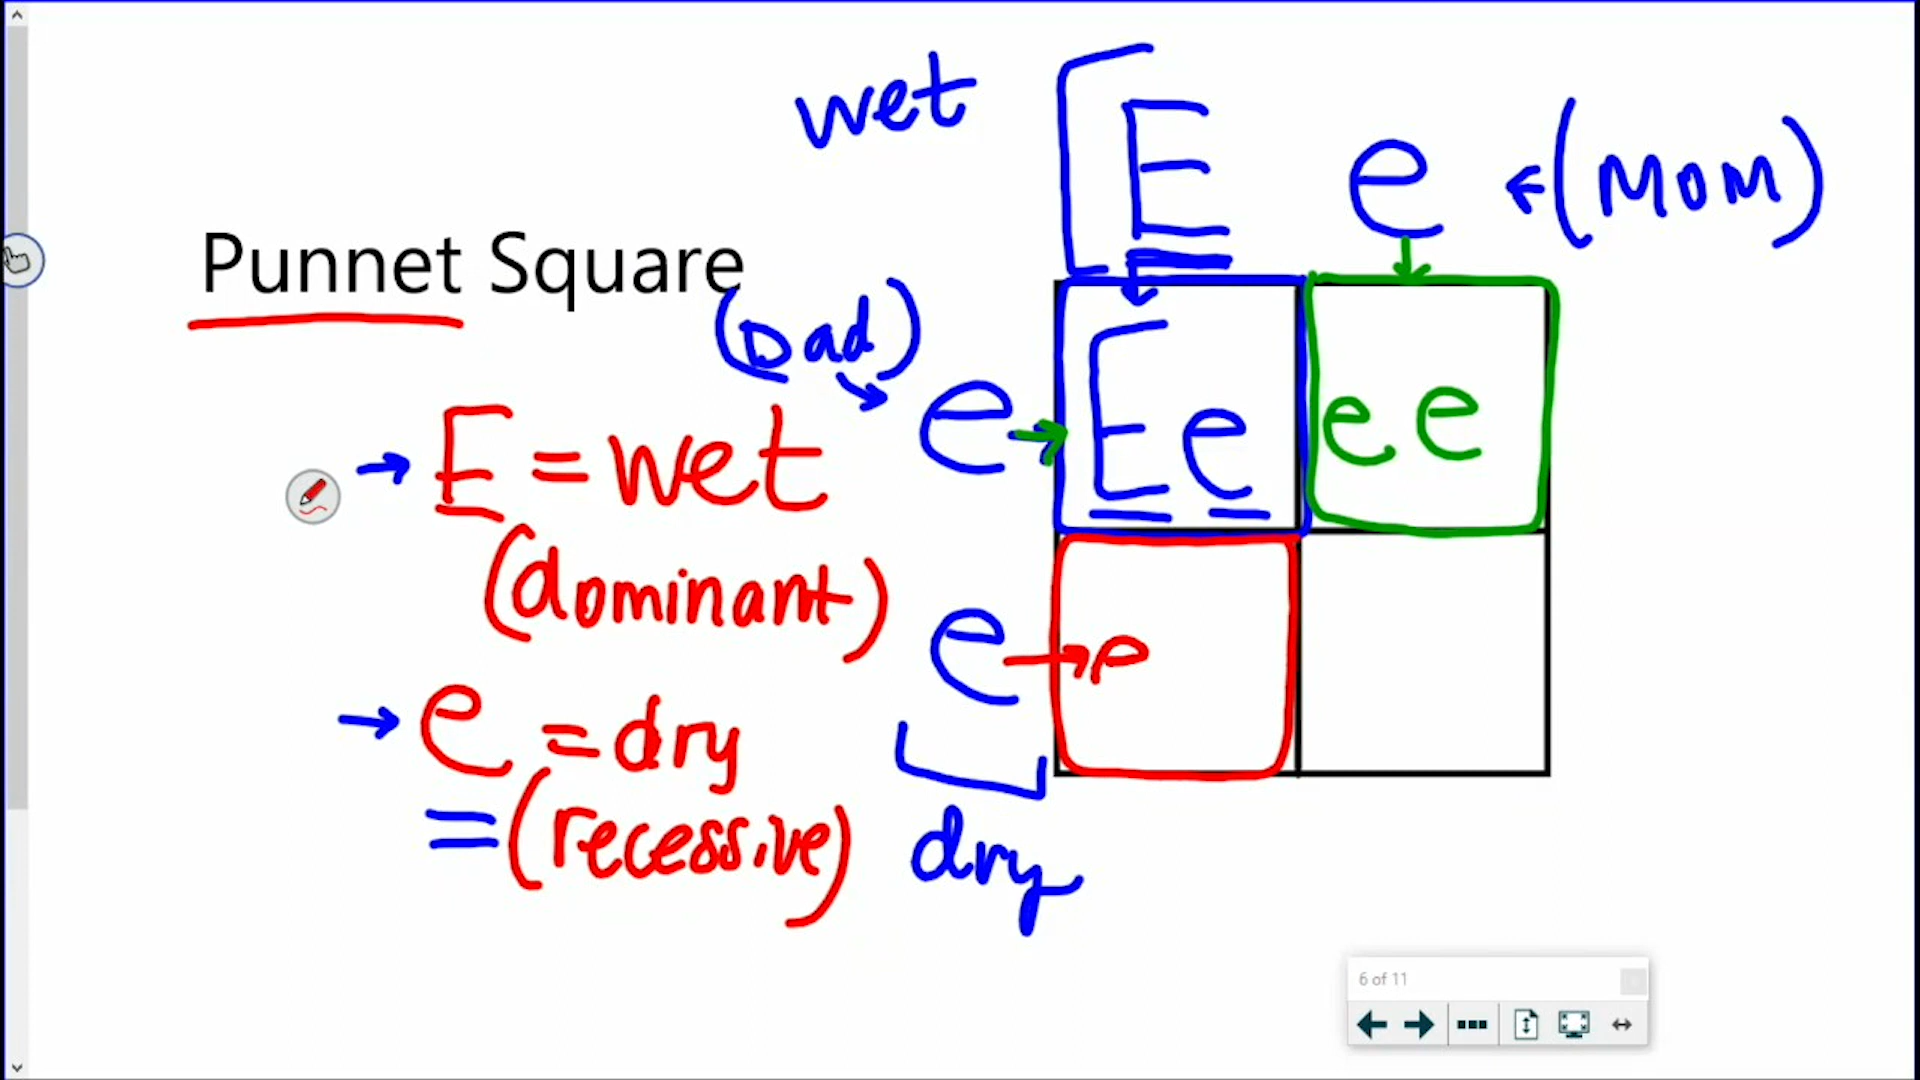 wet
E e (MOM)
Punnet Square
(Dad)
e Ee ee
E = wet
(dominant)
e e
e = dry
= (recessive)
dry
6 of 11